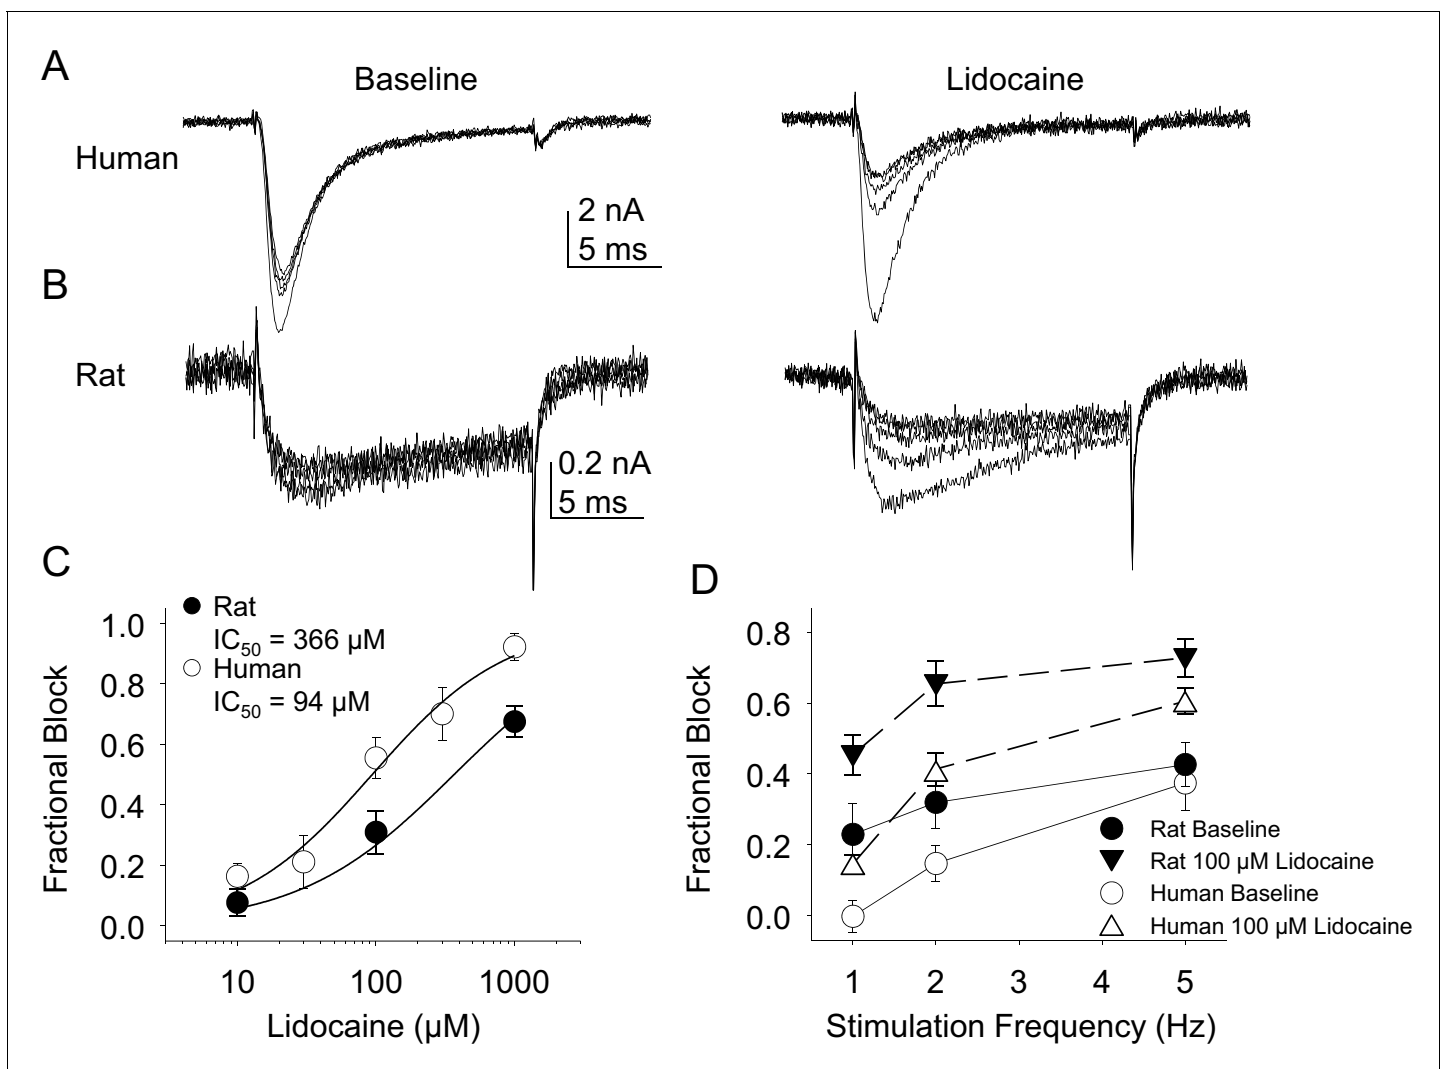 A
Baseline
Lidocaine
Human
2 nA
5 ms
B
Rat
0.2 nA
5 ms
C
Rat
IC50 = 366 µM
Human
IC50 = 94 µM
1.0
0.8
0.6
0.4
0.2
0.0
Fractional Block
10 100 1000
Lidocaine (µM)
D
0.8
0.6
0.4
0.2
0.0
Fractional Block
Rat Baseline
Rat 100 µM Lidocaine
Human Baseline
Human 100 µM Lidocaine
1 2 3 4 5
Stimulation Frequency (Hz)